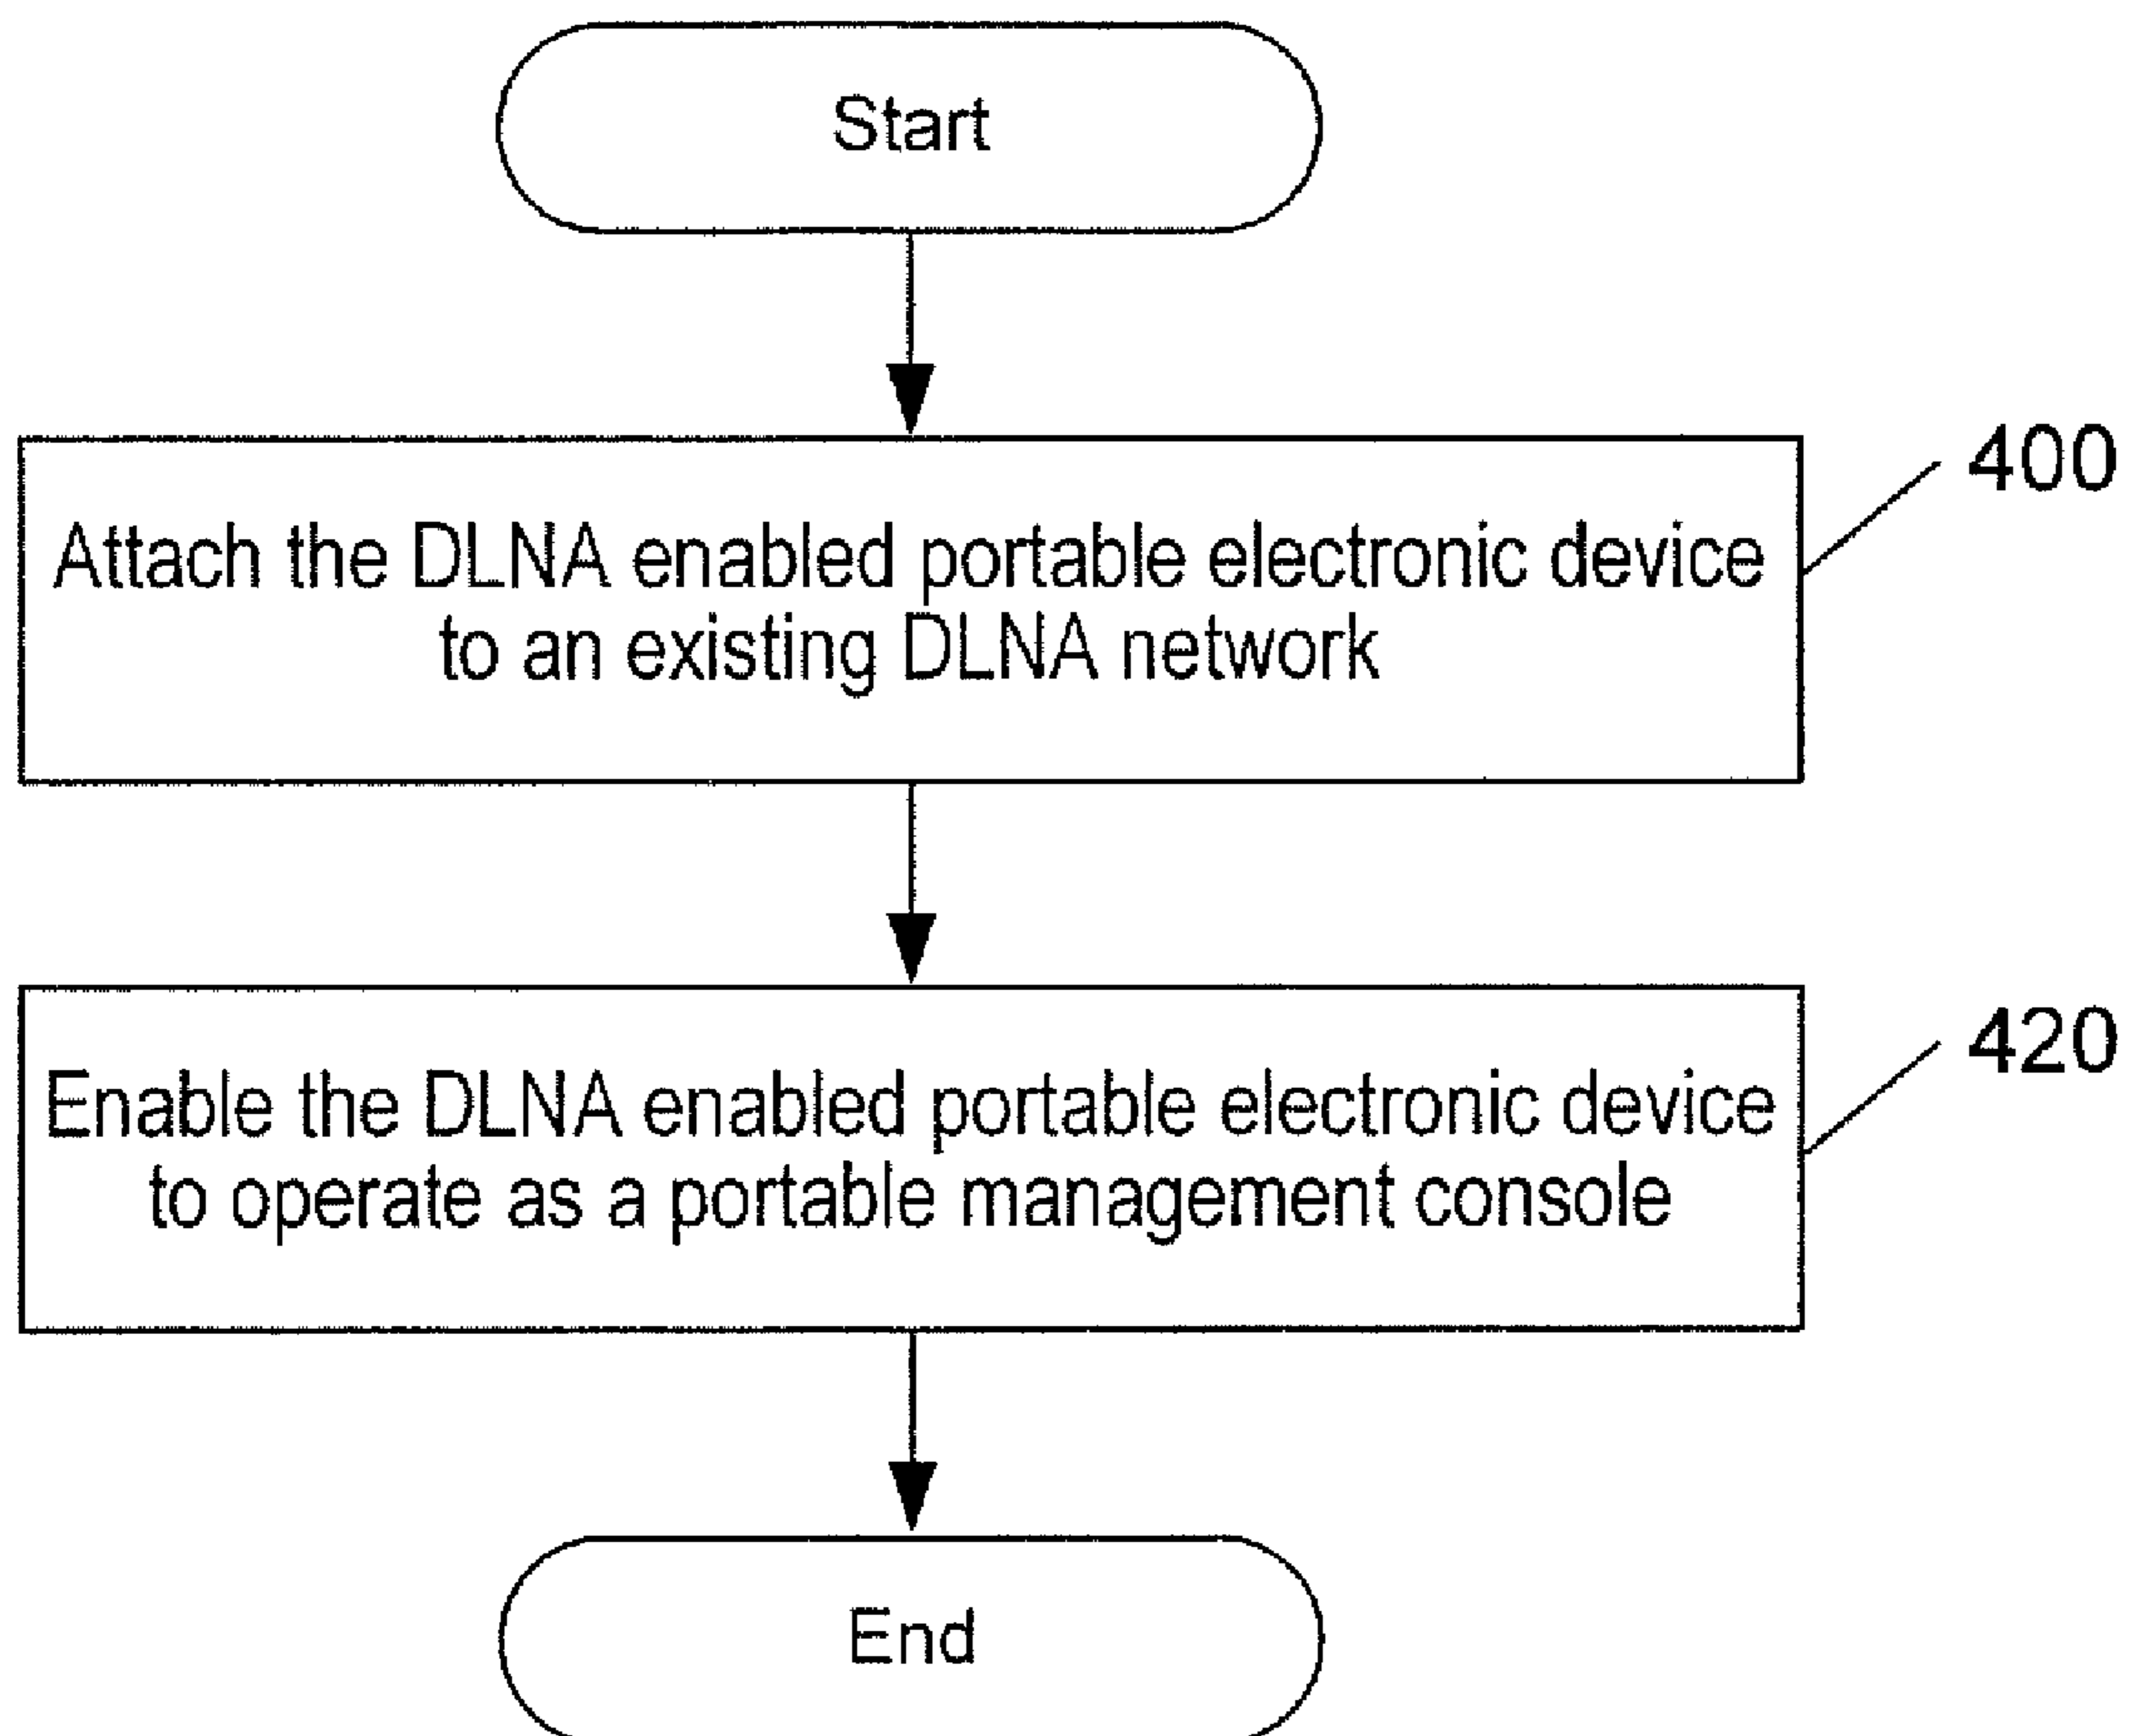 Start
Attach the DLNA enabled portable electronic device
to an existing DLNA network
400
Enable the DLNA enabled portable electronic device
to operate as a portable management console
420
End